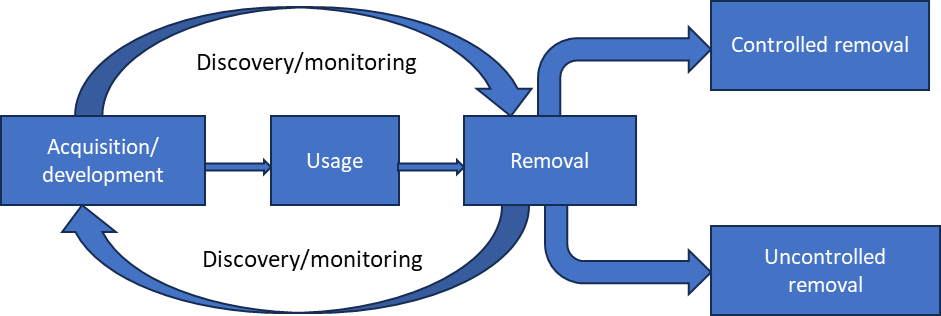 Discovery/monitoring
Controlled removal
Acquisition/
development
Usage
Removal
Discovery/monitoring
Uncontrolled
removal